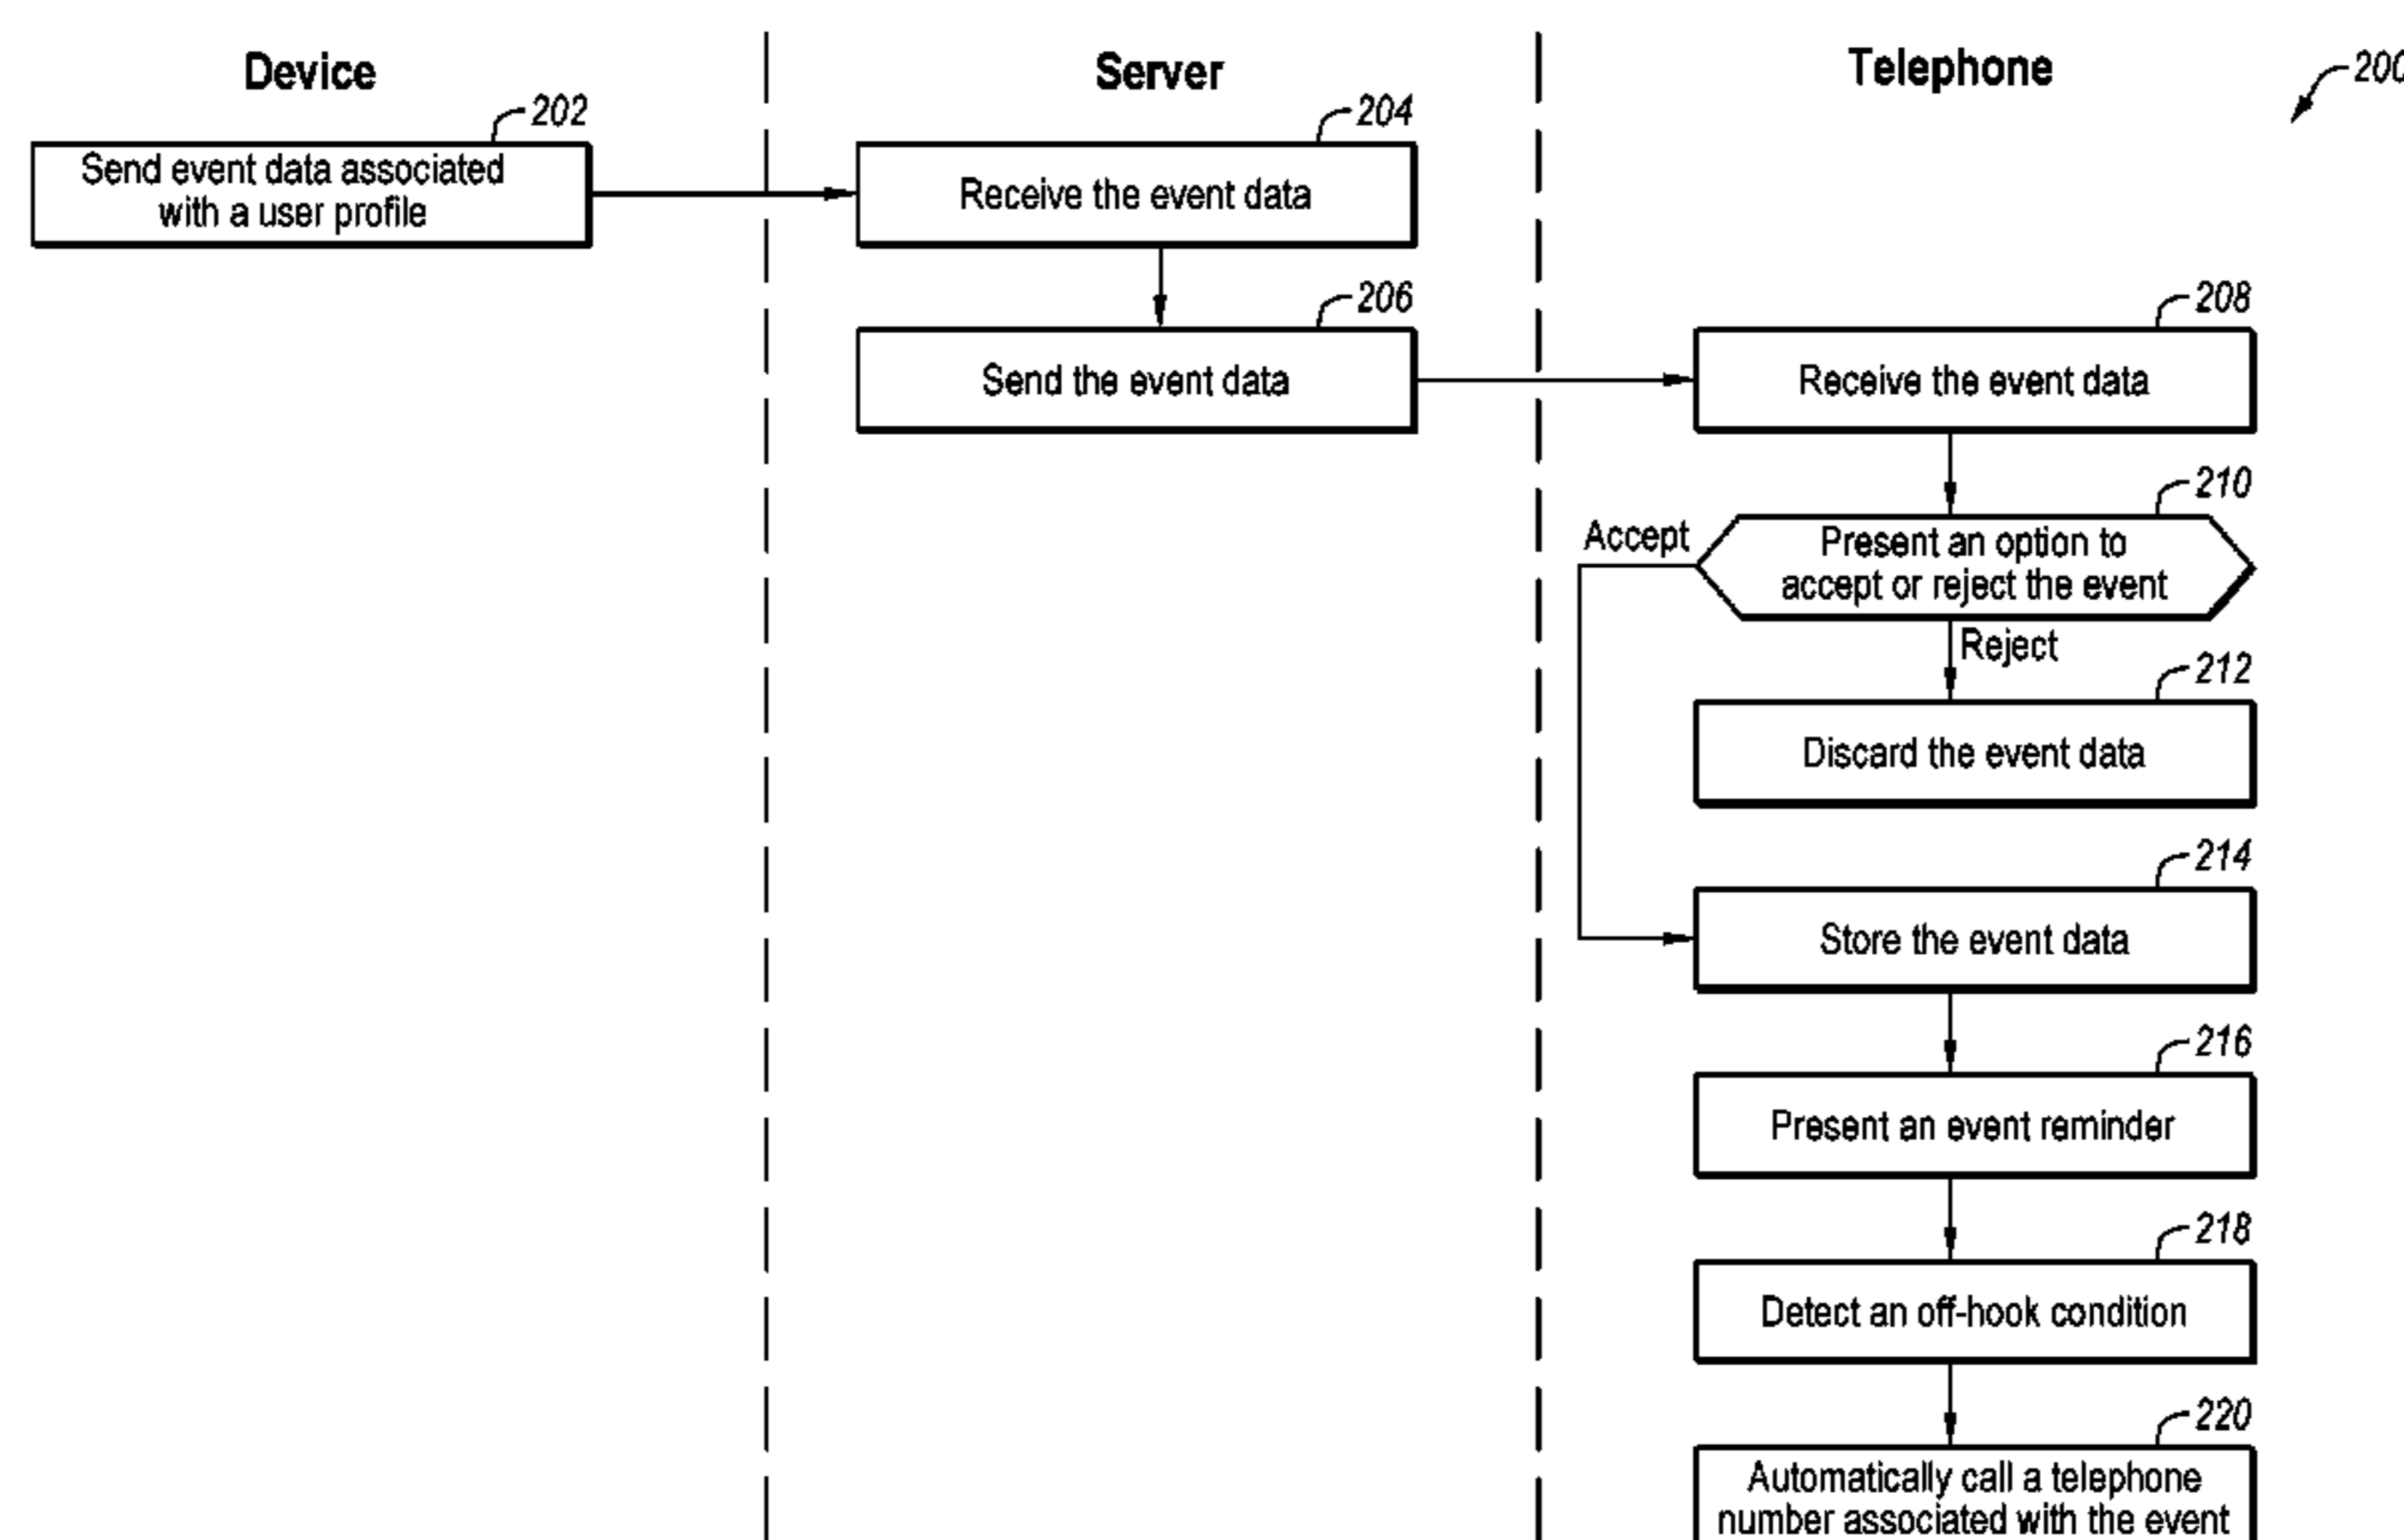 Device
Server
Telephone
200
202
Send event data associated
with a user profile
204
Receive the event data
206
Send the event data
208
Receive the event data
210
Accept
Present an option to
accept or reject the event
Reject
212
Discard the event data
214
Store the event data
216
Present an event reminder
218
Detect an off-hook condition
220
Automatically call a telephone
number associated with the event